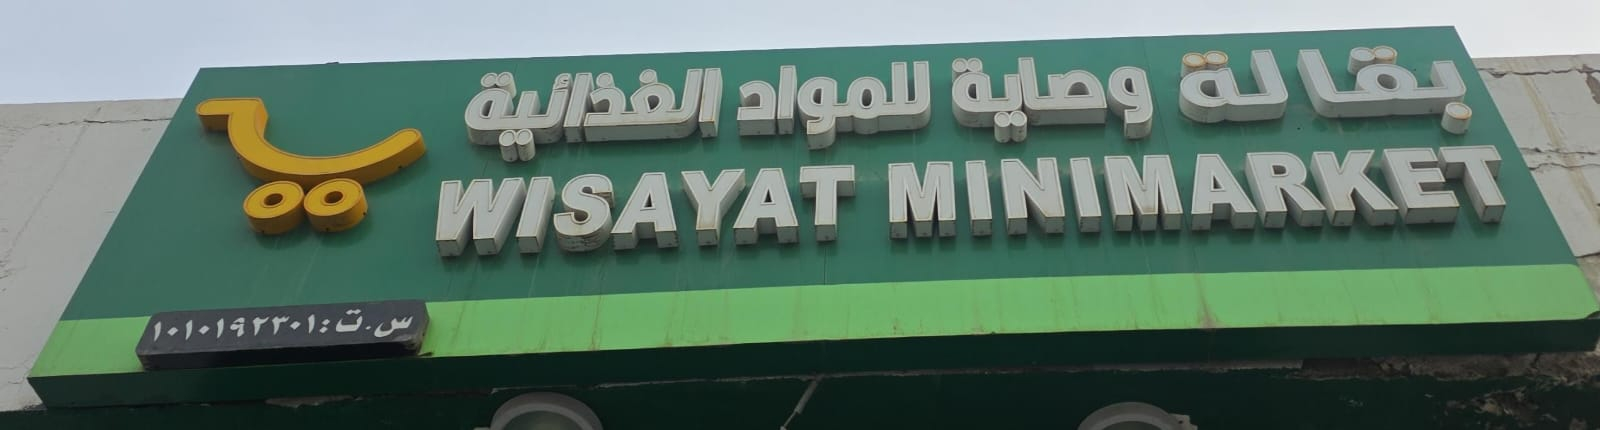 بقالة وصاية للمواد الغذائية
WISAYAT MINIMARKET
س.ت: ١٠١٠١٩٢٣٠١